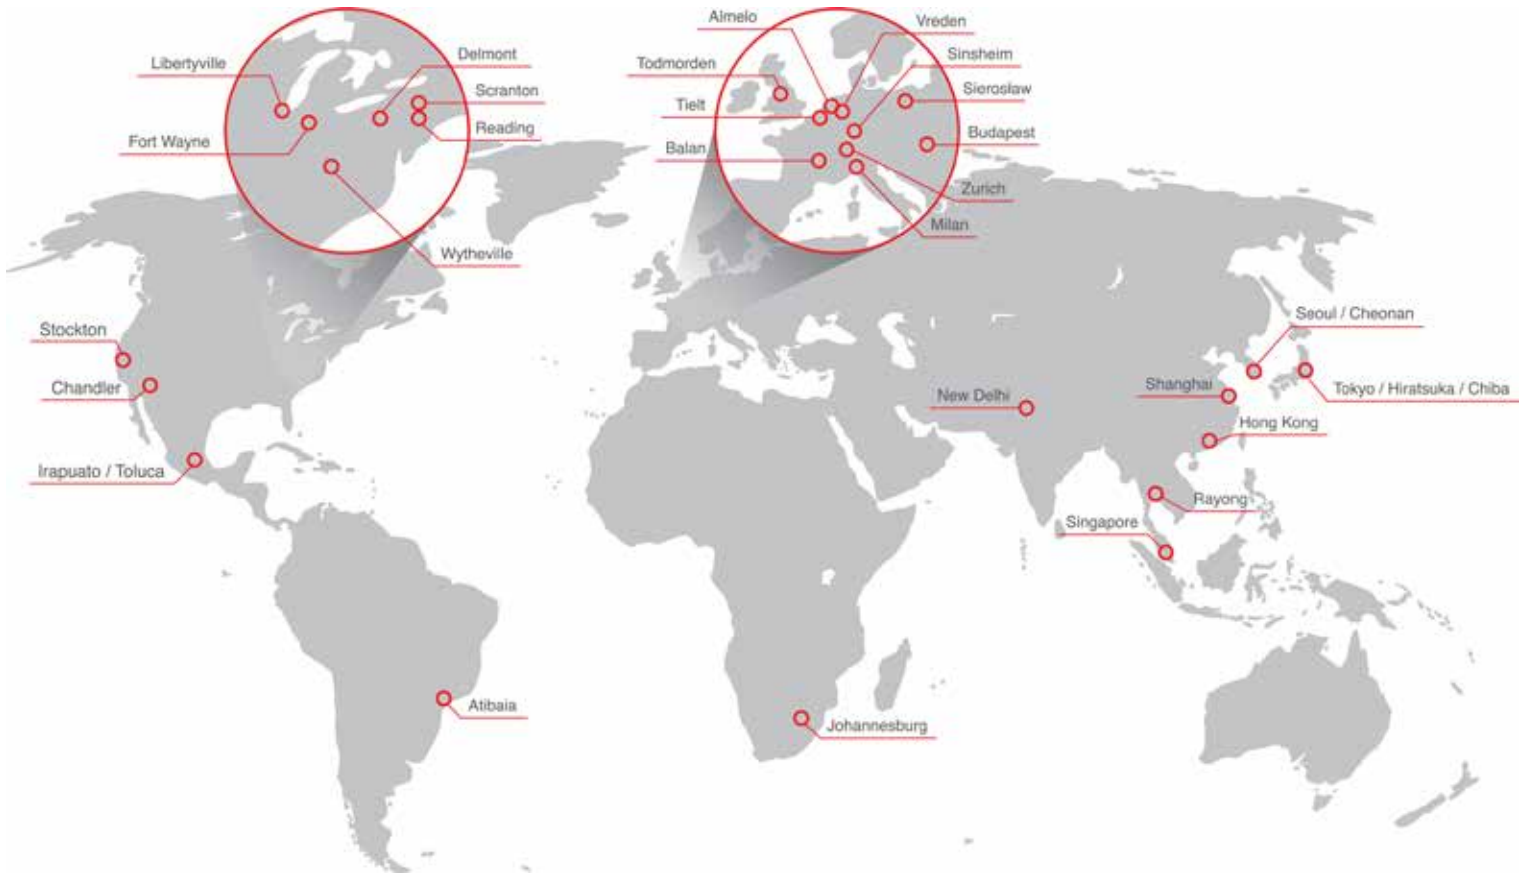 Almelo
Vreden
Libertyville
Delmont
Todmorden
Sinsheim
Scranton
Tielt
Sierosław
Fort Wayne
Reading
Balan
Budapest
Zurich
Milan
Wytheville
Stockton
Seoul / Cheonan
Chandler
New Delhi
Shanghai
Tokyo / Hiratsuka / Chiba
Hong Kong
Irapuato / Toluca
Rayong
Singapore
Atibaia
Johannesburg